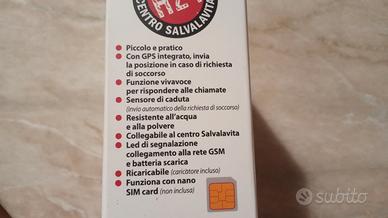 H24
CENTRO SALVALAVITA
Piccolo e pratico
Con GPS integrato, invia
la posizione in caso di richiesta
di soccorso
Funzione vivavoce
per rispondere alle chiamate
Sensore di caduta
(invio automatico della richiesta di soccorso)
Resistente all'acqua
e alla polvere
Collegabile al centro Salvalavita
Led di segnalazione
collegamento alla rete GSM
e batteria scarica
Ricaricabile (caricatore incluso)
Funziona con nano
SIM card (non inclusa)
subito